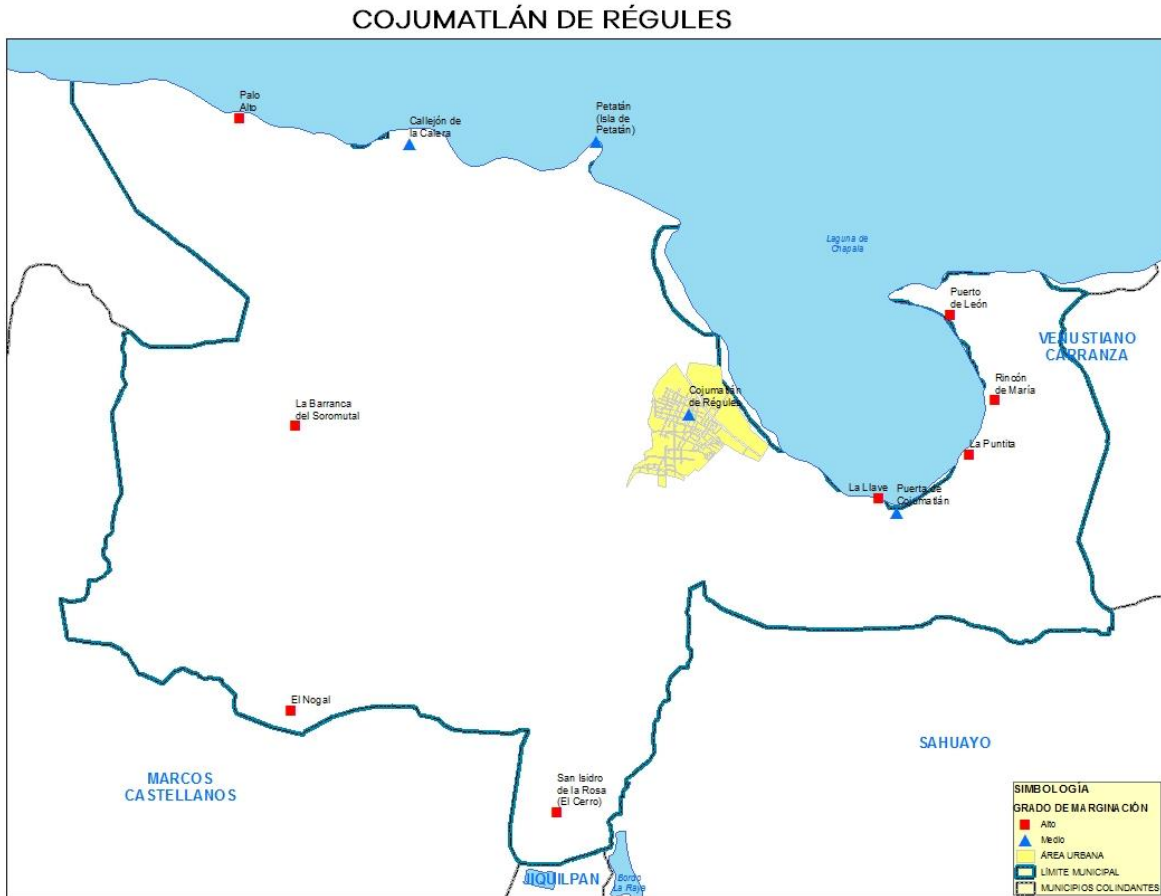 COJUMATLÁN DE RÉGULES
Palo
Alto
Callejón de
la Calera
Petatán
(Isla de
Petatán)
Laguna de
Chapala
Puerto
de León
VENUSTIANO
CARRANZA
Rincón
de María
Cojumatlán
de Régules
La Barranca
del Soromutal
La Puntita
La Llave
Puerta de
Cojumatlán
El Nogal
SAHUAYO
MARCOS
CASTELLANOS
San Isidro
de la Rosa
(El Cerro)
JIQUILPAN
Bordo
La Raya
SIMBOLOGÍA
GRADO DE MARGINACIÓN
Alto
Medio
ÁREA URBANA
LÍMITE MUNICIPAL
MUNICIPIOS COLINDANTES